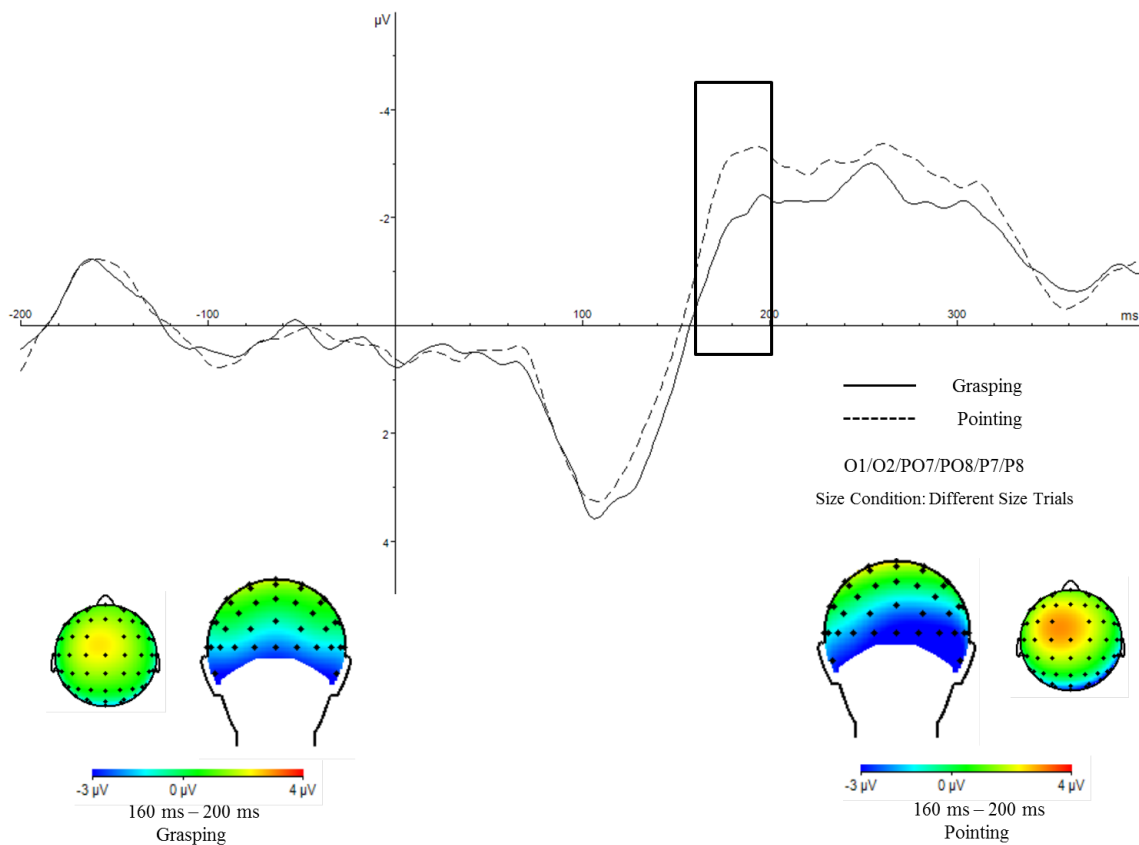 µV
-4
-2
-200
-100
100
200
300
ms
2
4
Grasping
Pointing
O1/O2/PO7/PO8/P7/P8
Size Condition: Different Size Trials
-3 µV
0 µV
4 µV
160 ms – 200 ms
Grasping
-3 µV
0 µV
4 µV
160 ms – 200 ms
Pointing